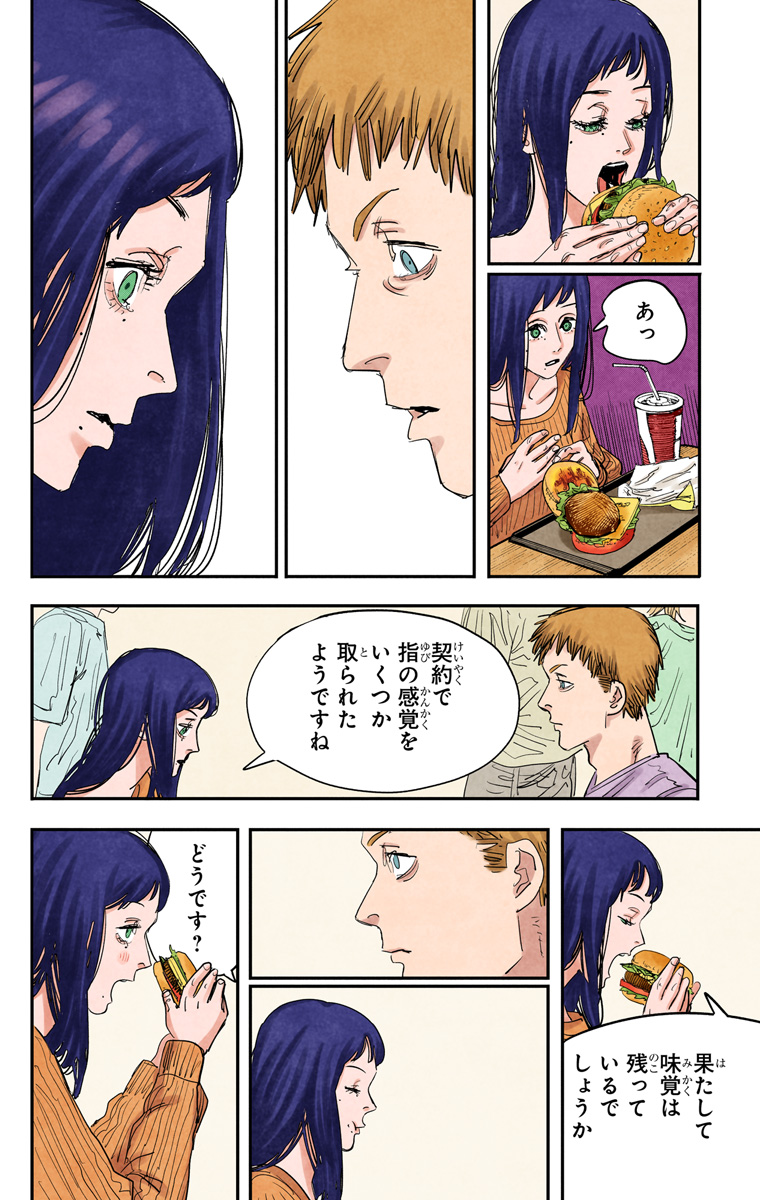 あっ
契約で
指の感覚を
いくつか
取られた
ようですね
果たして
味覚は
残って
いるで
しょうか
どうです？